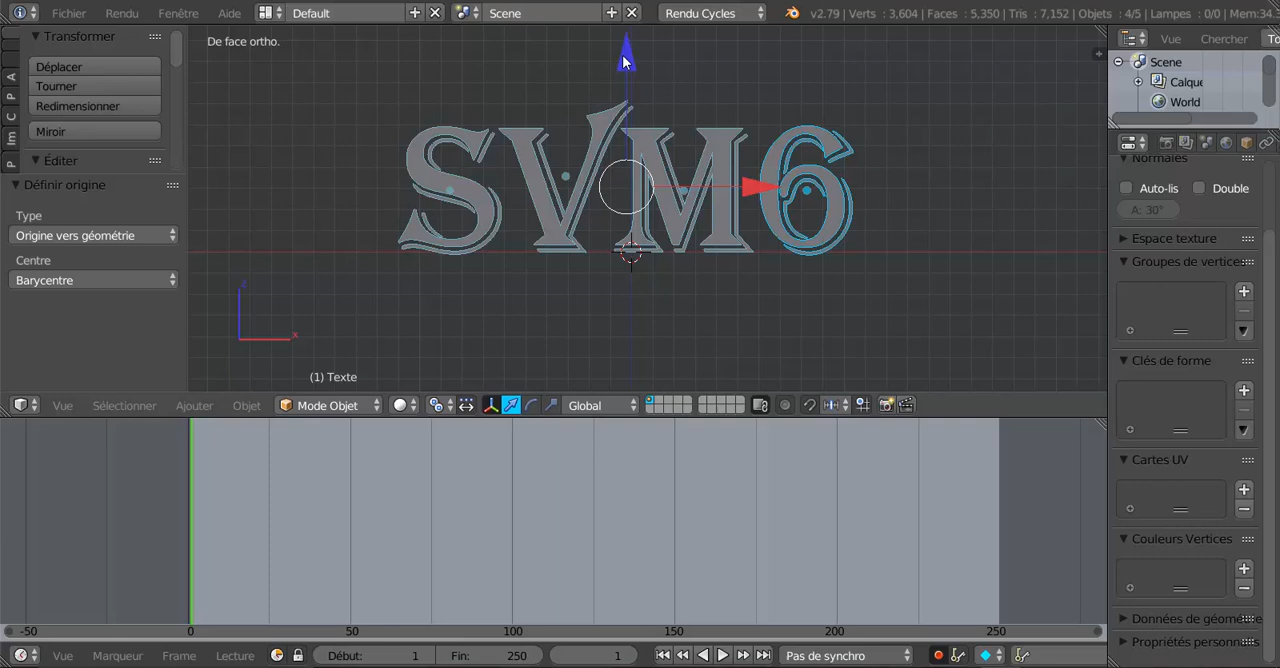 Fichier Rendu Fenêtre Aide Default Scene Rendu Cycles v2.79 | Verts : 3,604 | Faces : 5,350 | Tris : 7,152 | Objets : 4/5 | Lampes : 0/0 | Mem:34.
Transformer
Déplacer
Tourner
Redimensionner
Miroir
Éditer
A
P
C
Im
P
Définir origine
Type
Origine vers géométrie
Centre
Barycentre
De face ortho.
SVM6
z
x
(1) Texte
Vue Sélectionner Ajouter Objet Mode Objet Global
-50 0 50 100 150 200 250
Vue Marqueur Frame Lecture Début: 1 Fin: 250 1 Pas de synchro
Vue Chercher To
Scene
Calque
World
Normales
Auto-lis Double
A: 30°
Espace texture
Groupes de vertice
Clés de forme
Cartes UV
Couleurs Vertices
Données de géométrie
Propriétés personn